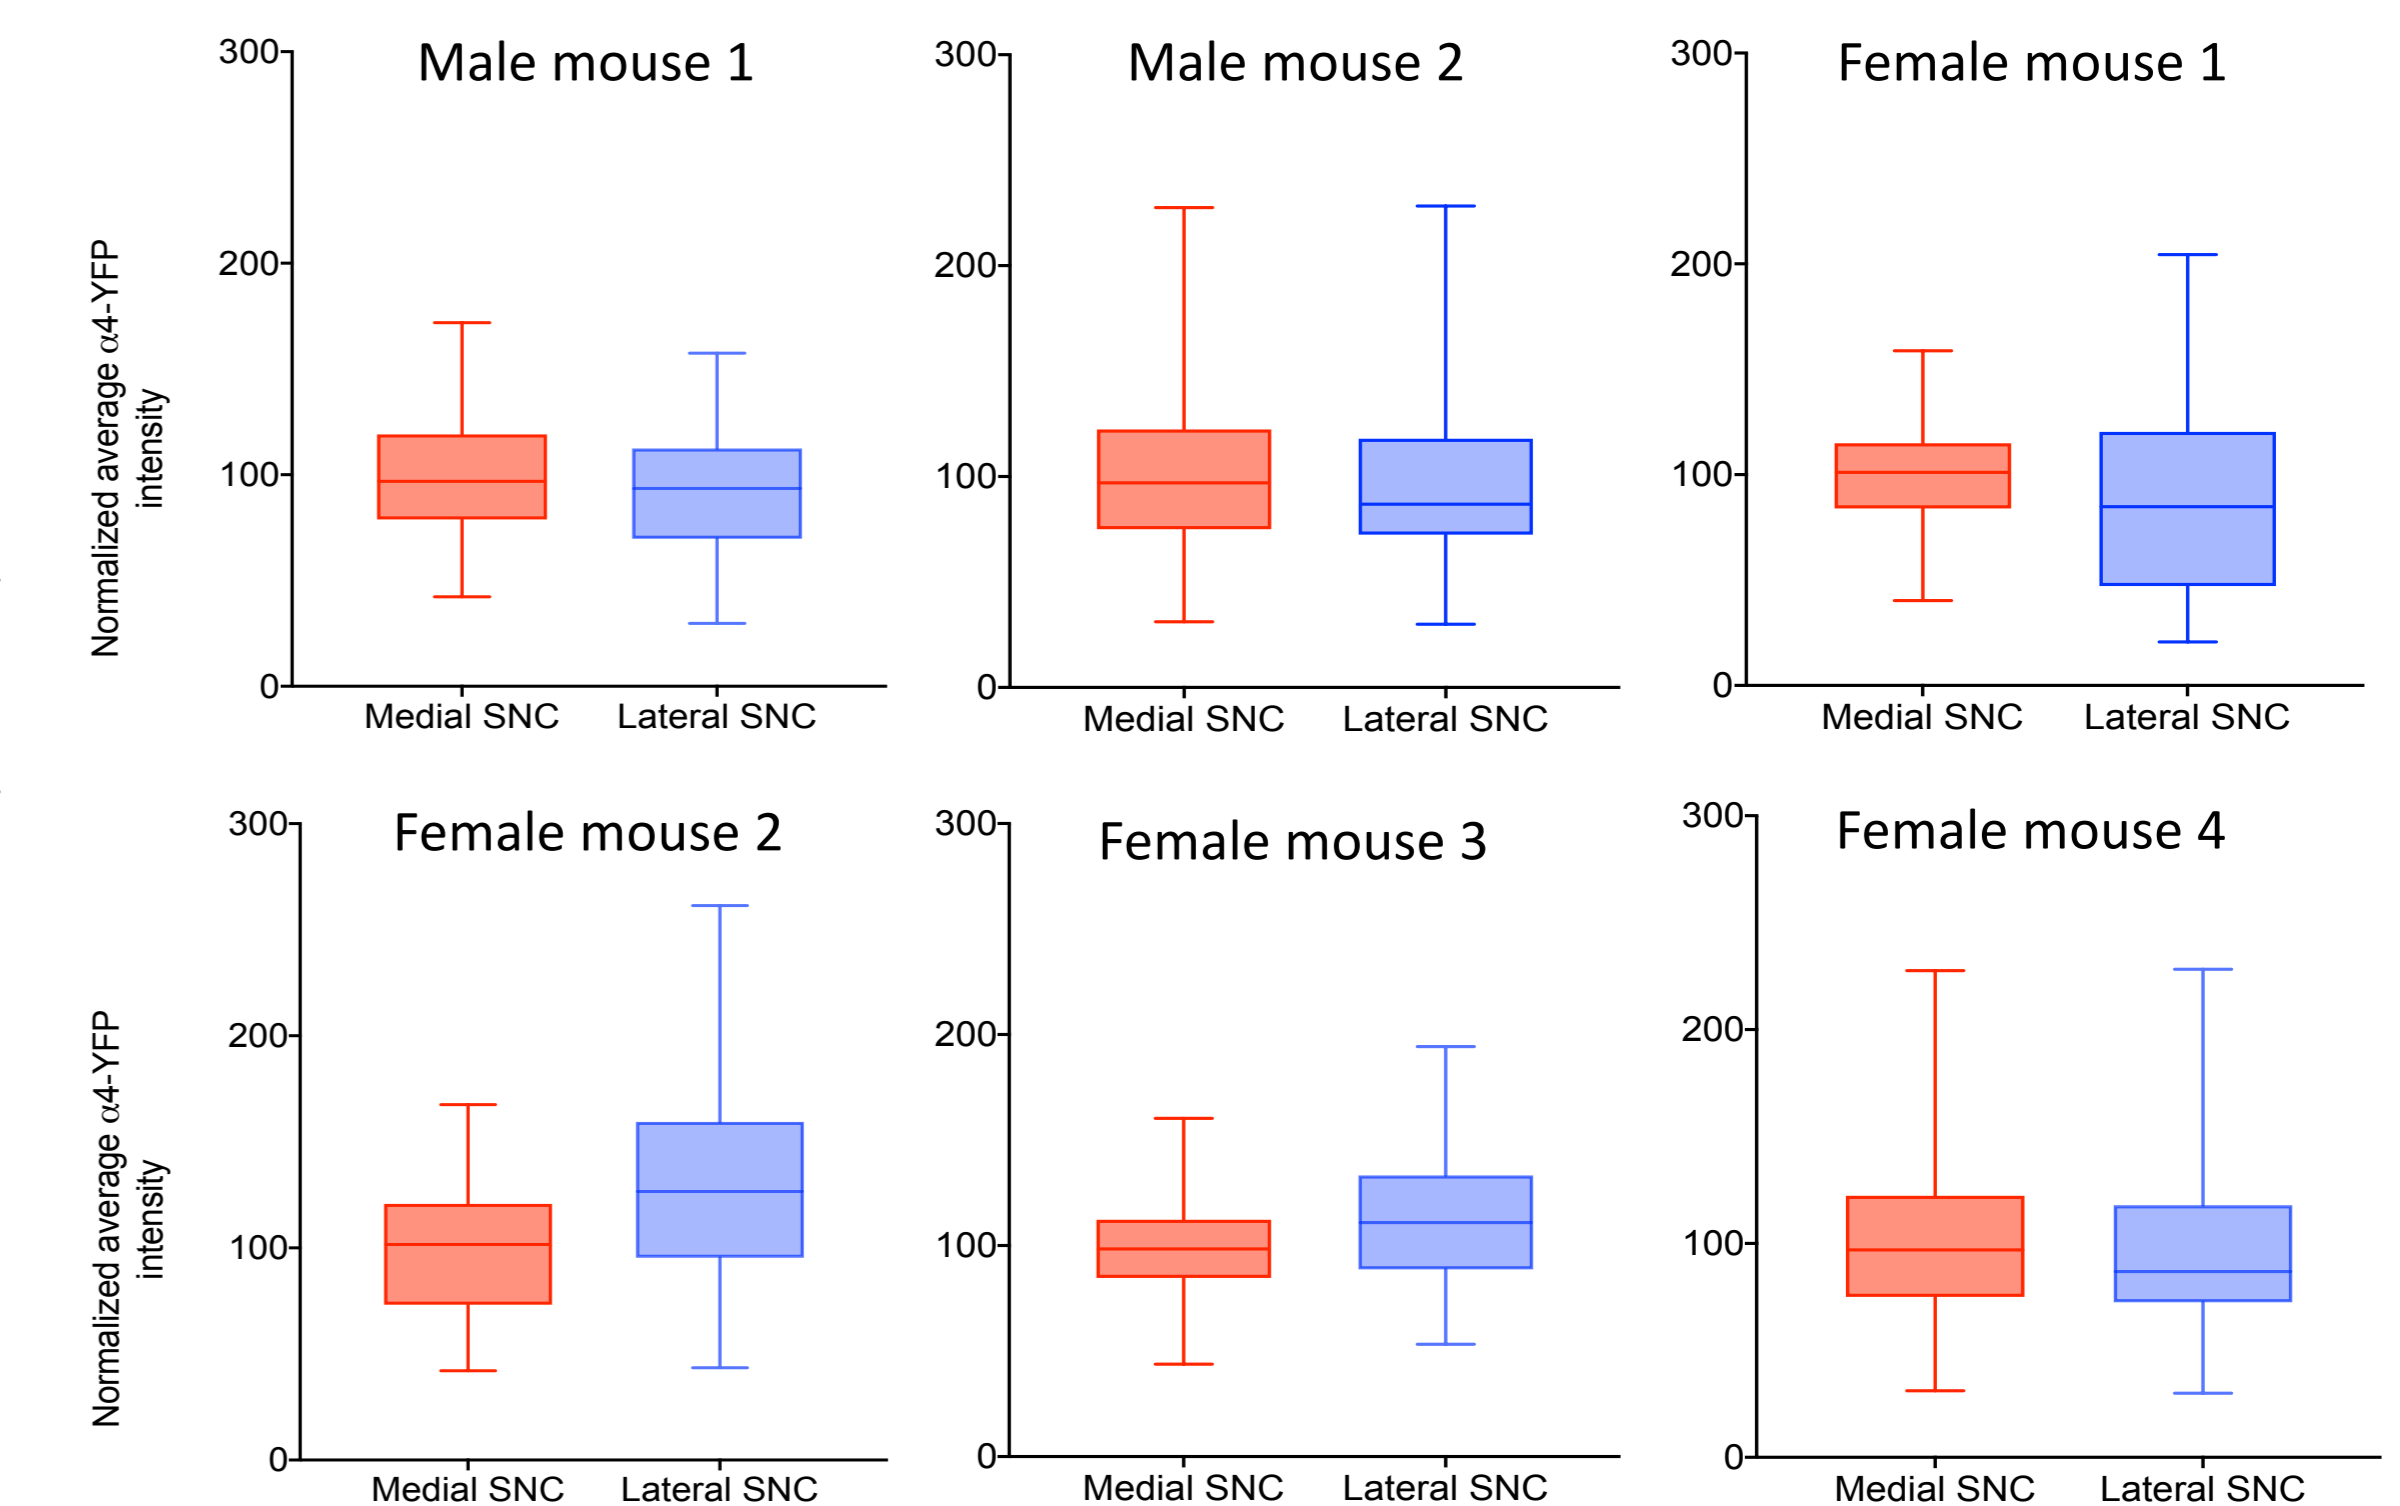 Male mouse 1
Normalized average α4-YFP
intensity
300
200
100
0
Medial SNC Lateral SNC
Male mouse 2
300
200
100
0
Medial SNC Lateral SNC
Female mouse 1
300
200
100
0
Medial SNC Lateral SNC
Female mouse 2
Normalized average α4-YFP
intensity
300
200
100
0
Medial SNC Lateral SNC
Female mouse 3
300
200
100
0
Medial SNC Lateral SNC
Female mouse 4
300
200
100
0
Medial SNC Lateral SNC